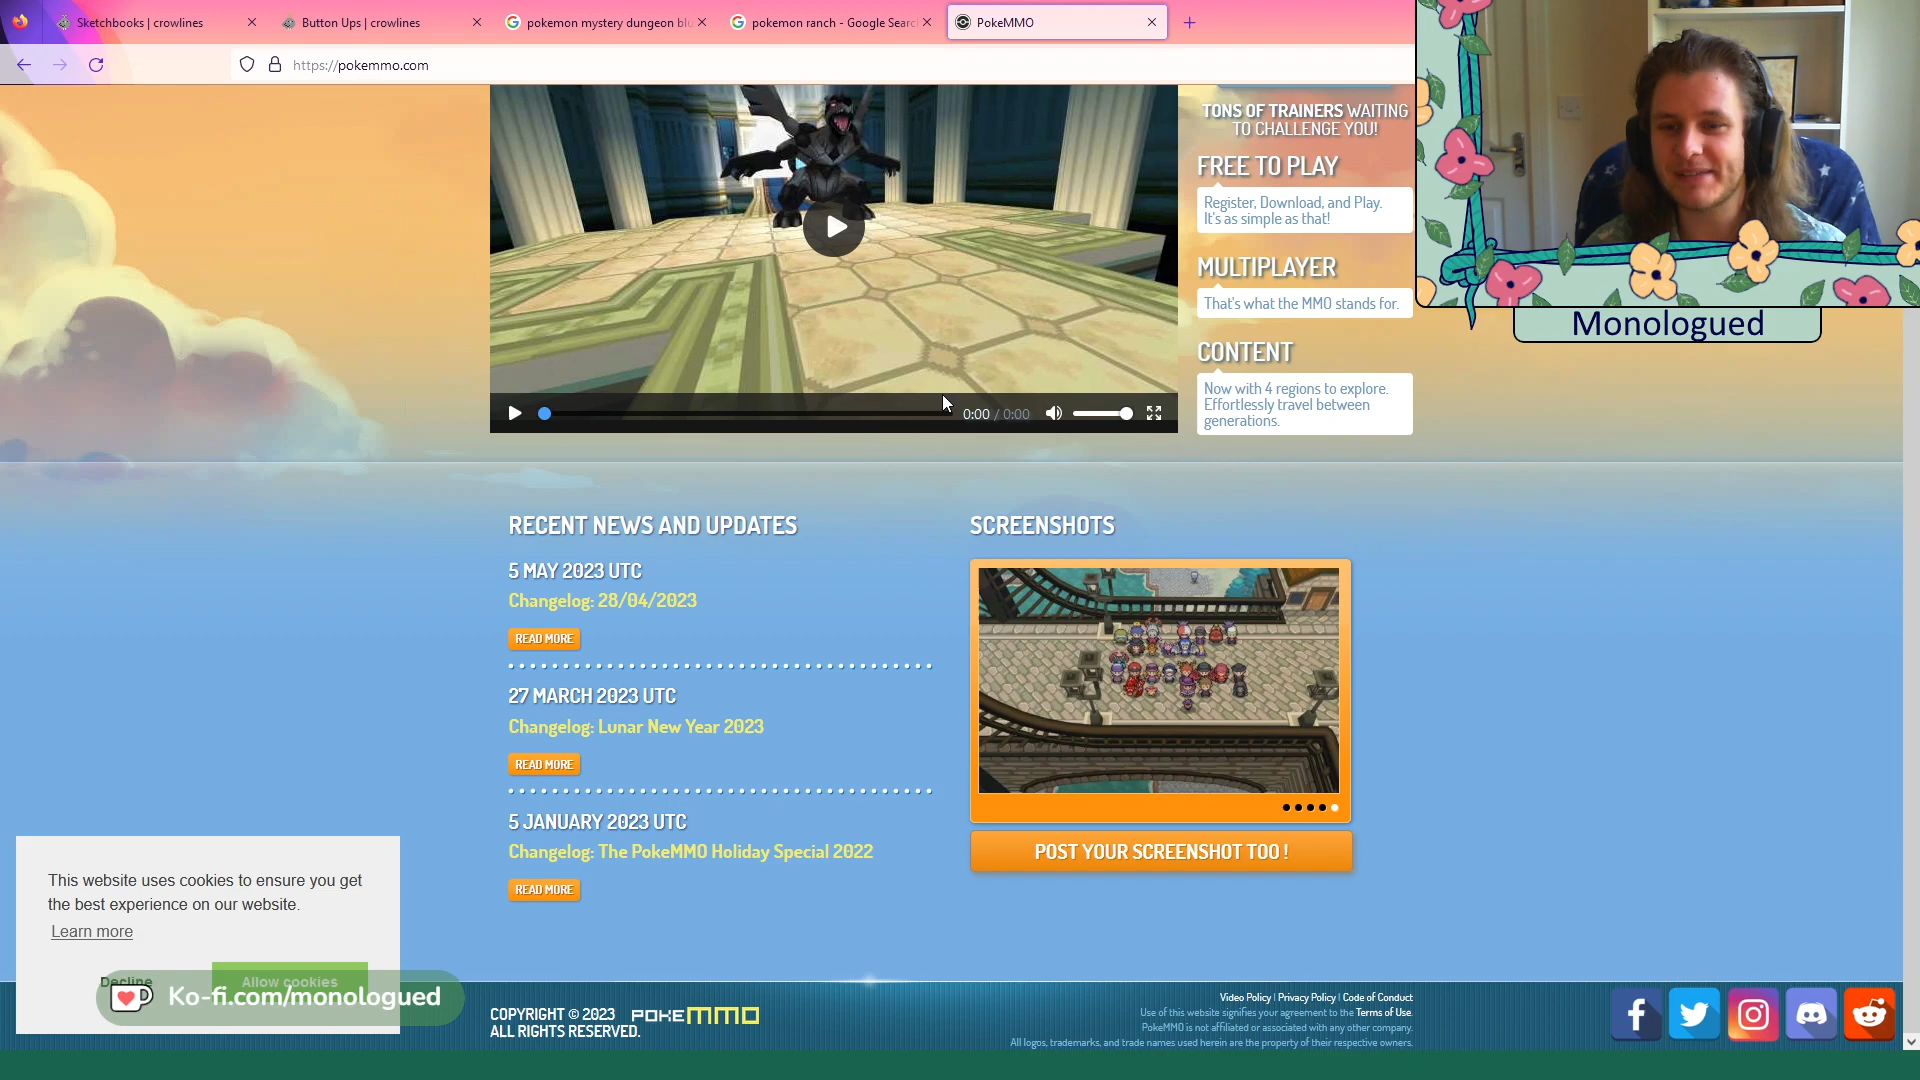 Sketchbooks | crowlines
Button Ups | crowlines
pokemon mystery dungeon blu
pokemon ranch - Google Searc
PokeMMO
https://pokemmo.com
TONS OF TRAINERS WAITING
TO CHALLENGE YOU!
FREE TO PLAY
Register, Download, and Play.
It's as simple as that!
MULTIPLAYER
That's what the MMO stands for.
CONTENT
Now with 4 regions to explore.
Effortlessly travel between
generations.
Monologued
0:00 / 0:00
RECENT NEWS AND UPDATES
5 MAY 2023 UTC
Changelog: 28/04/2023
READ MORE
27 MARCH 2023 UTC
Changelog: Lunar New Year 2023
READ MORE
5 JANUARY 2023 UTC
Changelog: The PokeMMO Holiday Special 2022
READ MORE
SCREENSHOTS
POST YOUR SCREENSHOT TOO !
This website uses cookies to ensure you get
the best experience on our website.
Learn more
Decline
Allow cookies
Ko-fi.com/monologued
COPYRIGHT © 2023 POKEMMO
ALL RIGHTS RESERVED.
Video Policy | Privacy Policy | Code of Conduct
Use of this website signifies your agreement to the Terms of Use.
PokeMMO is not affiliated or associated with any other company.
All logos, trademarks, and trade names used herein are the property of their respective owners.